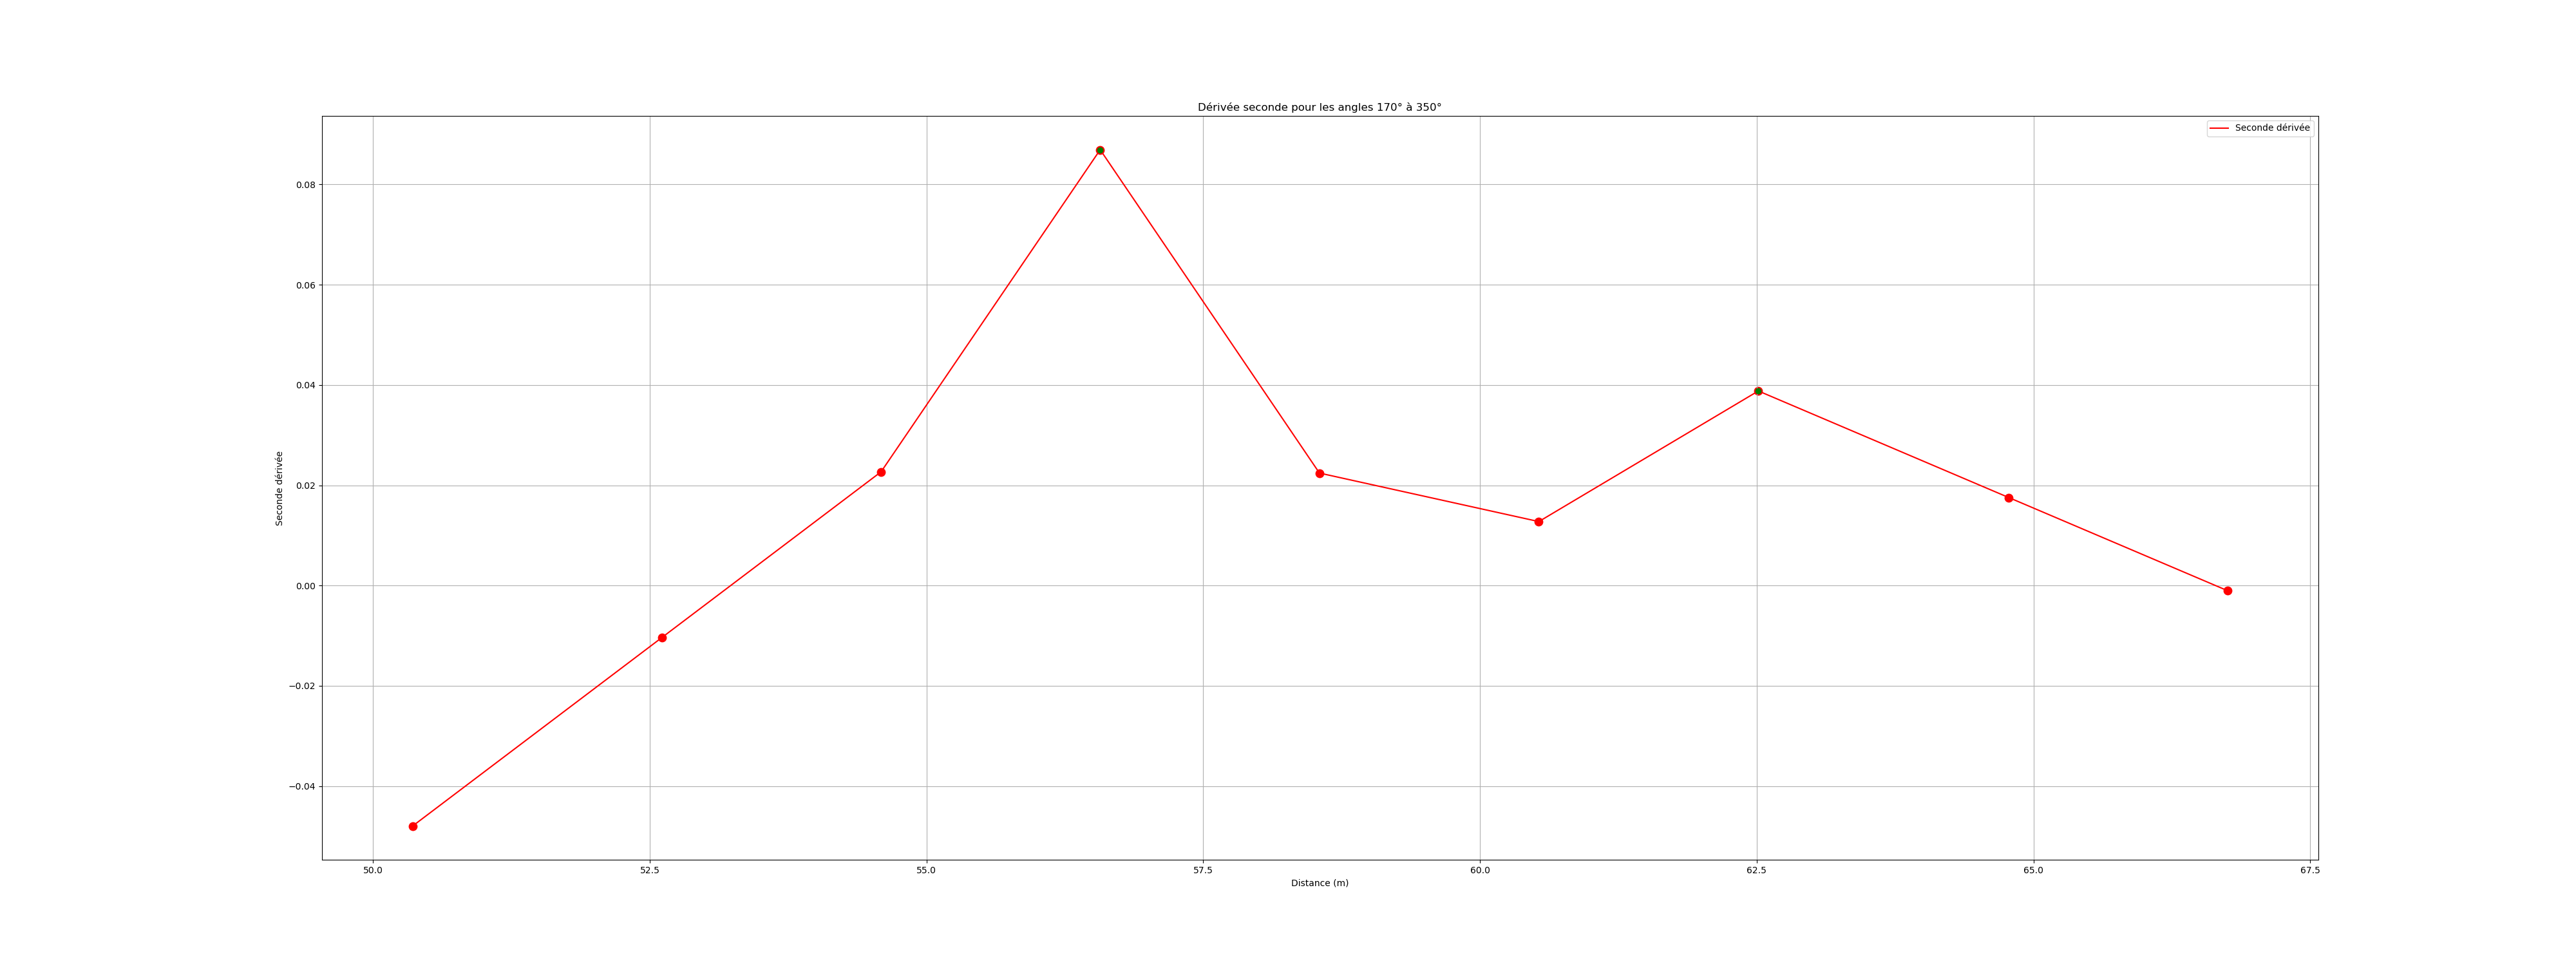 Dérivée seconde pour les angles 170° à 350°
Seconde dérivée
0.08
0.06
0.04
0.02
0.00
−0.02
−0.04
Seconde dérivée
50.0 52.5 55.0 57.5 60.0 62.5 65.0 67.5
Distance (m)